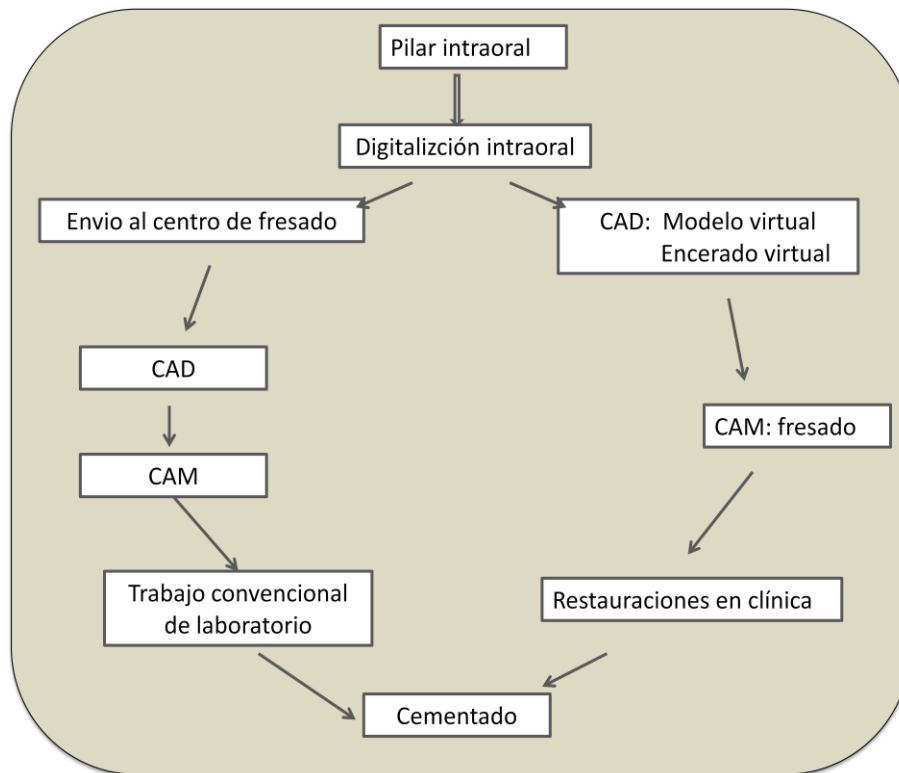 Pilar intraoral
Digitalizción intraoral
Envio al centro de fresado
CAD: Modelo virtual
Encerado virtual
CAD
CAM: fresado
CAM
Trabajo convencional
de laboratorio
Restauraciones en clínica
Cementado